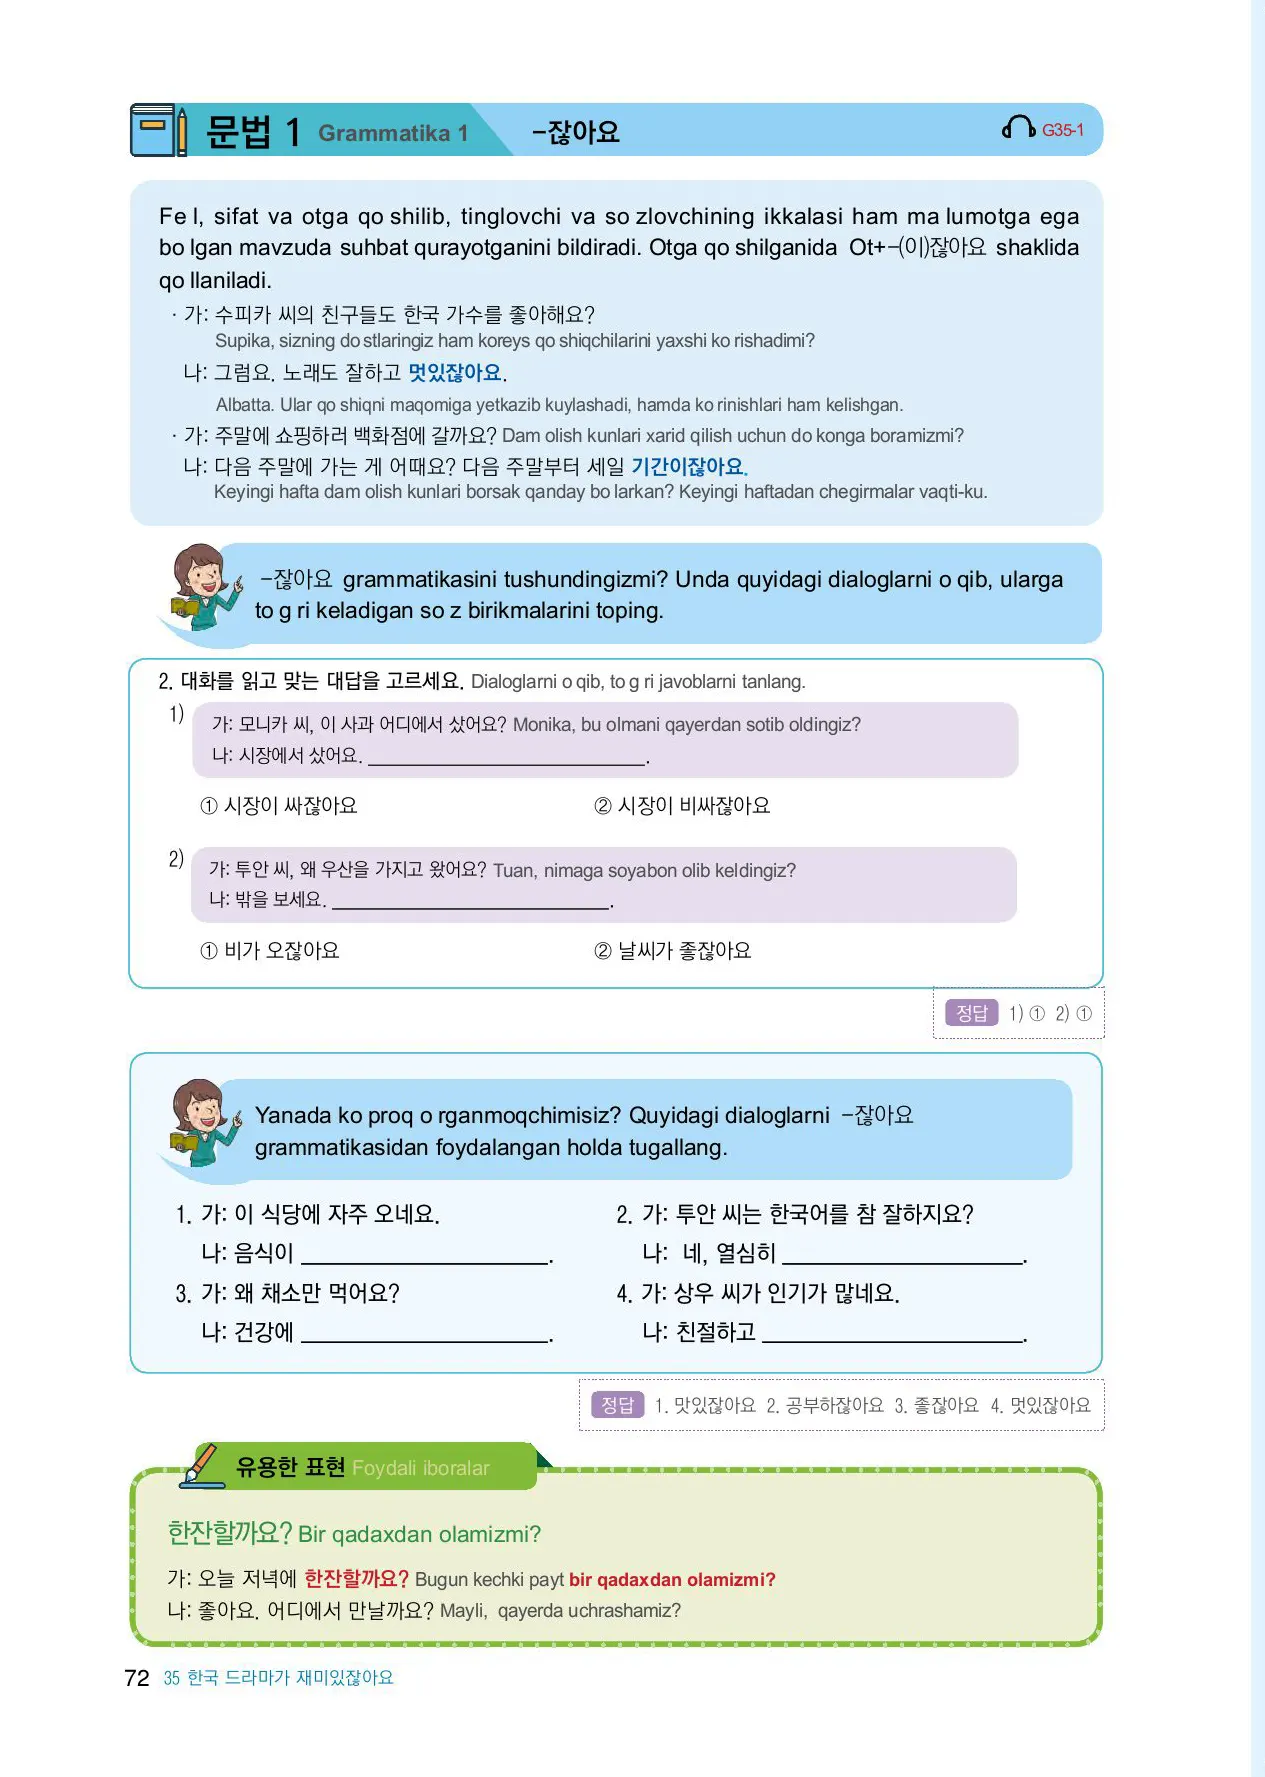 문법 1 Grammatika 1 -잖아요 G35-1
Fe l, sifat va otga qo shilib, tinglovchi va so zlovchining ikkalasi ham ma lumotga ega
bo lgan mavzuda suhbat qurayotganini bildiradi. Otga qo shilganida Ot+-(이)잖아요 shaklida
qo llaniladi.
· 가: 수피카 씨의 친구들도 한국 가수를 좋아해요?
Supika, sizning do stlaringiz ham koreys qo shiqchilarini yaxshi ko rishadimi?
나: 그럼요. 노래도 잘하고 멋있잖아요.
Albatta. Ular qo shiqni maqomiga yetkazib kuylashadi, hamda ko rinishlari ham kelishgan.
· 가: 주말에 쇼핑하러 백화점에 갈까요? Dam olish kunlari xarid qilish uchun do konga boramizmi?
나: 다음 주말에 가는 게 어때요? 다음 주말부터 세일 기간이잖아요.
Keyingi hafta dam olish kunlari borsak qanday bo larkan? Keyingi haftadan chegirmalar vaqti-ku.
-잖아요 grammatikasini tushundingizmi? Unda quyidagi dialoglarni o qib, ularga
to g ri keladigan so z birikmalarini toping.
2. 대화를 읽고 맞는 대답을 고르세요. Dialoglarni o qib, to g ri javoblarni tanlang.
1) 가: 모니카 씨, 이 사과 어디에서 샀어요? Monika, bu olmani qayerdan sotib oldingiz?
나: 시장에서 샀어요. ______________.
① 시장이 싸잖아요 ② 시장이 비싸잖아요
2) 가: 투안 씨, 왜 우산을 가지고 왔어요? Tuan, nimaga soyabon olib keldingiz?
나: 밖을 보세요. ______________.
① 비가 오잖아요 ② 날씨가 좋잖아요
정답 1) ① 2) ①
Yanada ko proq o rganmoqchimisiz? Quyidagi dialoglarni -잖아요
grammatikasidan foydalangan holda tugallang.
1. 가: 이 식당에 자주 오네요.
나: 음식이 ______________.
2. 가: 투안 씨는 한국어를 참 잘하지요?
나: 네, 열심히 ______________.
3. 가: 왜 채소만 먹어요?
나: 건강에 ______________.
4. 가: 상우 씨가 인기가 많네요.
나: 친절하고 ______________.
정답 1. 맛있잖아요 2. 공부하잖아요 3. 좋잖아요 4. 멋있잖아요
유용한 표현 Foydali iboralar
한잔할까요? Bir qadaxdan olamizmi?
가: 오늘 저녁에 한잔할까요? Bugun kechki payt bir qadaxdan olamizmi?
나: 좋아요. 어디에서 만날까요? Mayli, qayerda uchrashamiz?
72 35 한국 드라마가 재미있잖아요